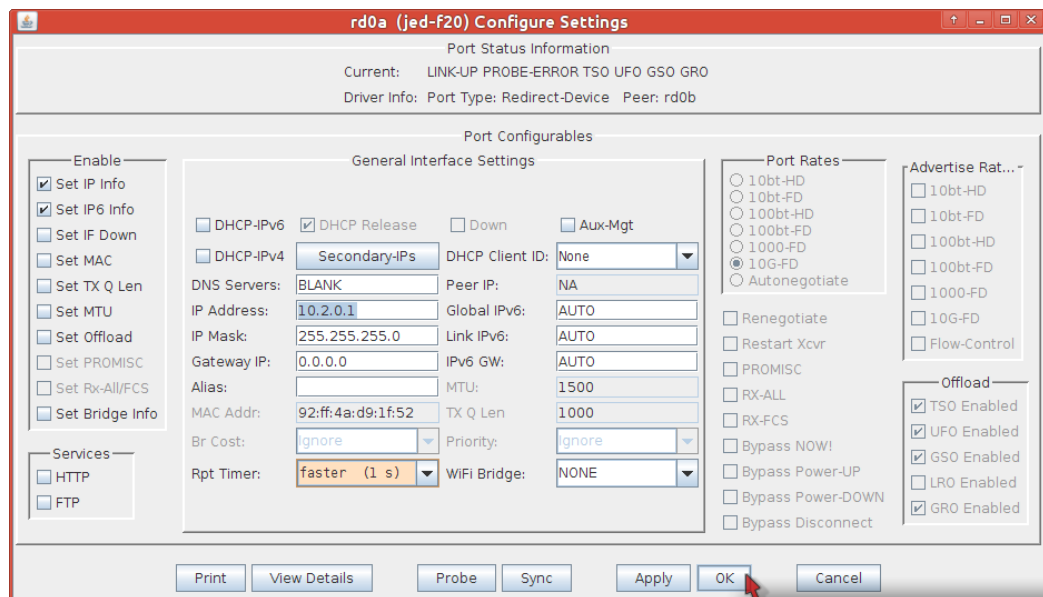 rd0a (jed-f20) Configure Settings
Port Status Information
Current: LINK-UP PROBE-ERROR TSO UFO GSO GRO
Driver Info: Port Type: Redirect-Device Peer: rd0b
Port Configurables
Enable
Set IP Info
Set IP6 Info
Set IF Down
Set MAC
Set TX Q Len
Set MTU
Set Offload
Set PROMISC
Set Rx-All/FCS
Set Bridge Info
Services
HTTP
FTP
General Interface Settings
DHCP-IPv6 DHCP Release Down Aux-Mgt
DHCP-IPv4 Secondary-IPs DHCP Client ID: None
DNS Servers: BLANK Peer IP: NA
IP Address: 10.2.0.1 Global IPv6: AUTO
IP Mask: 255.255.255.0 Link IPv6: AUTO
Gateway IP: 0.0.0.0 IPv6 GW: AUTO
Alias: MTU: 1500
MAC Addr: 92:ff:4a:d9:1f:52 TX Q Len 1000
Br Cost: Ignore Priority: Ignore
Rpt Timer: faster (1 s) WiFi Bridge: NONE
Port Rates
10bt-HD
10bt-FD
100bt-HD
100bt-FD
1000-FD
10G-FD
Autonegotiate
Renegotiate
Restart Xcvr
PROMISC
RX-ALL
RX-FCS
Bypass NOW!
Bypass Power-UP
Bypass Power-DOWN
Bypass Disconnect
Advertise Rat...
10bt-HD
10bt-FD
100bt-HD
100bt-FD
1000-FD
10G-FD
Flow-Control
Offload
TSO Enabled
UFO Enabled
GSO Enabled
LRO Enabled
GRO Enabled
Print View Details Probe Sync Apply OK Cancel